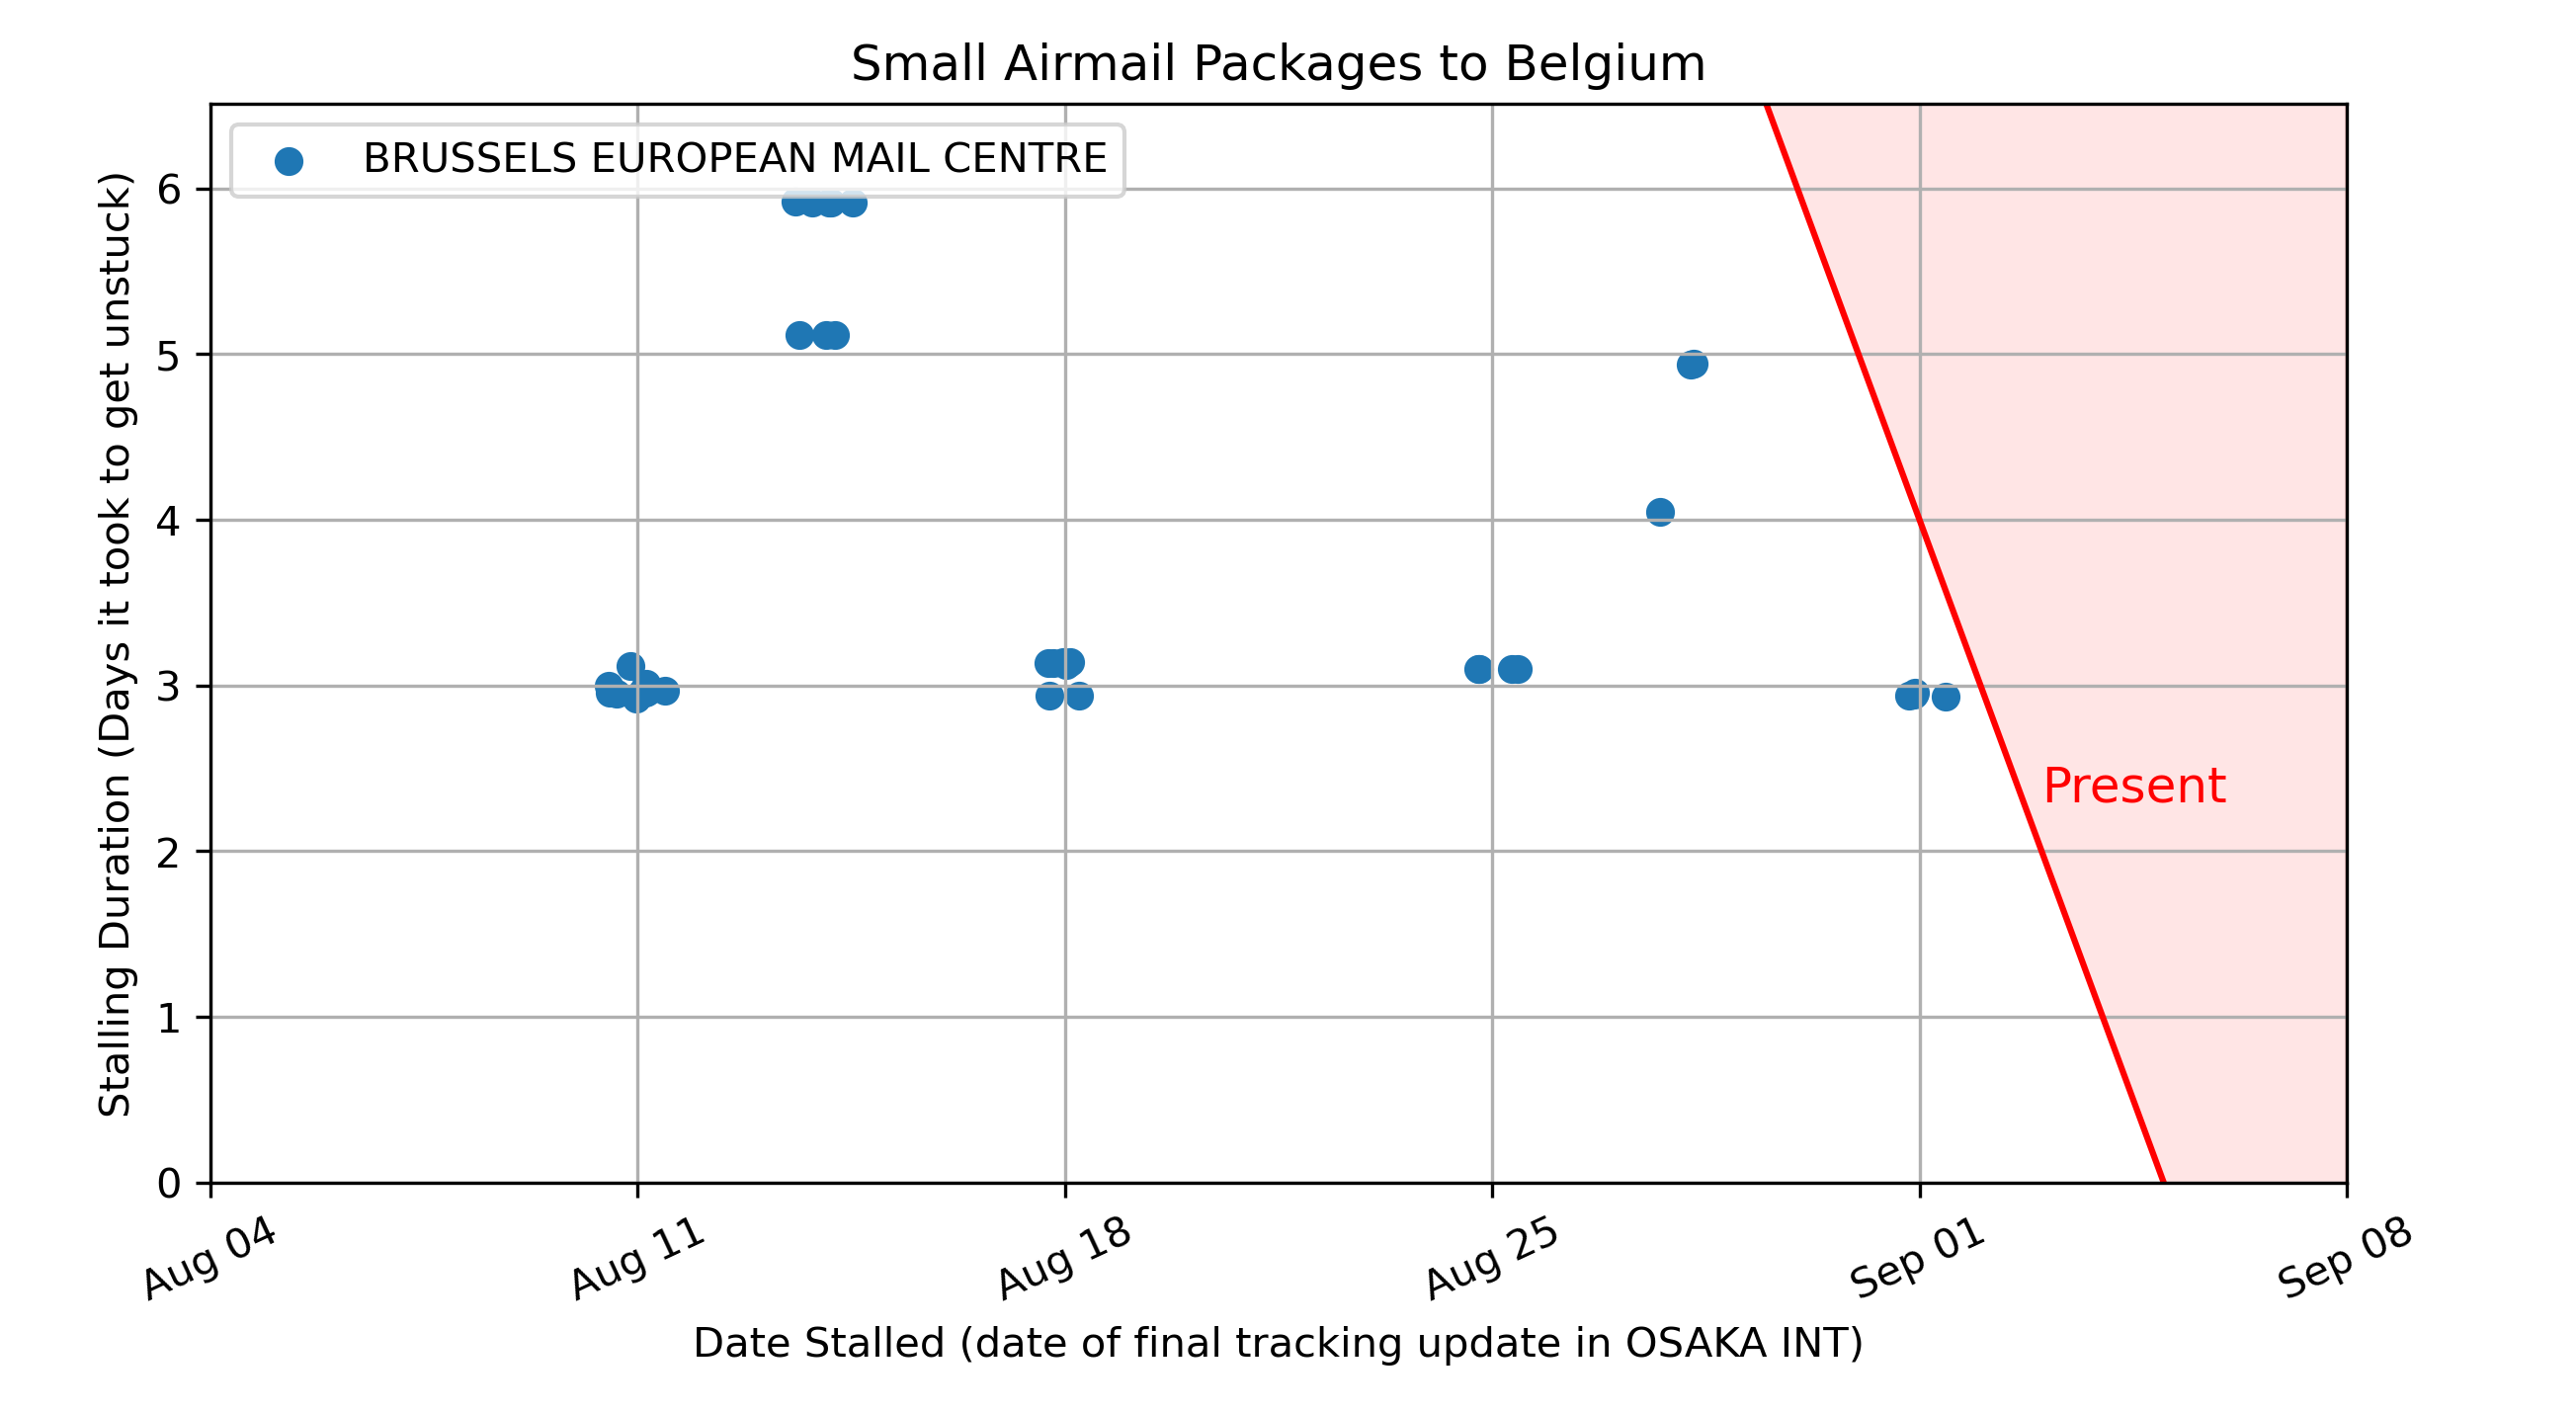 Small Airmail Packages to Belgium
BRUSSELS EUROPEAN MAIL CENTRE
Stalling Duration (Days it took to get unstuck)
6
5
4
3
2
1
0
Present
Aug 04
Aug 11
Aug 18
Aug 25
Sep 01
Sep 08
Date Stalled (date of final tracking update in OSAKA INT)